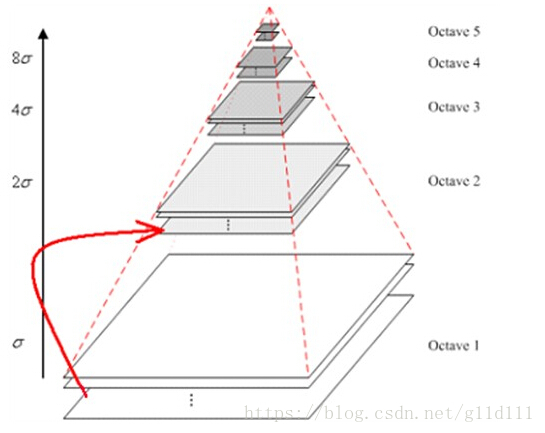 Octave 5
8σ
Octave 4
4σ
Octave 3
2σ
Octave 2
σ
Octave 1
https://blog.csdn.net/g11d111